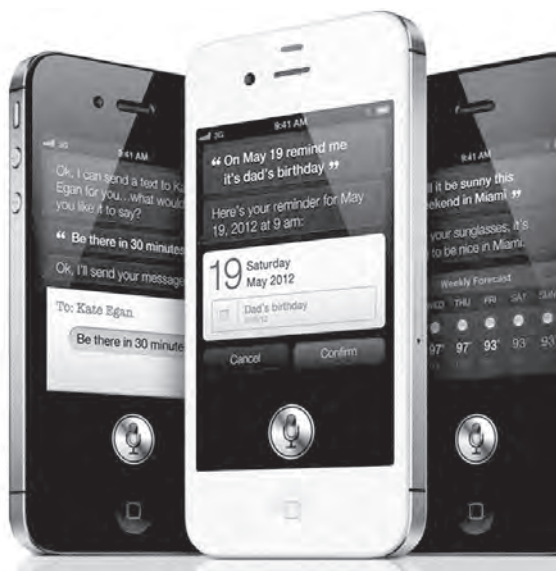 3G
9:41 AM
Ok, I can send a text to Ka
Egan for you...what would
you like it to say?
“ Be there in 30 minutes
Ok, I'll send your message
To: Kate Egan
Be there in 30 minute
3G
9:41 AM
“ On May 19 remind me
it's dad's birthday ”
Here's your reminder for May
19, 2012 at 9 am:
19
Saturday
May 2012
Dad's birthday
Cancel
Confirm
9:41 AM
ll it be sunny this
ekend in Miami ”
your sunglasses, it's
to be nice in Miami:
Weekly Forecast
WED THU FRI SAT SUN
97° 97° 93° 93° 93